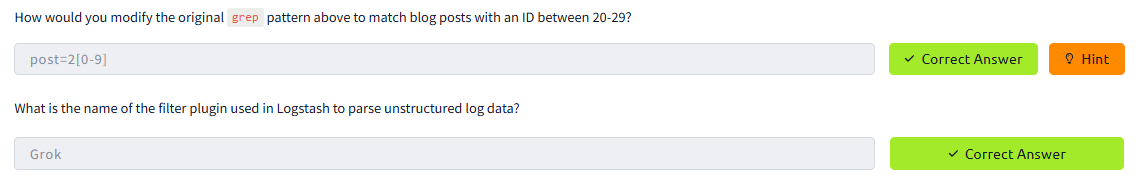 How would you modify the original grep pattern above to match blog posts with an ID between 20-29?
post=2[0-9]
Correct Answer
Hint
What is the name of the filter plugin used in Logstash to parse unstructured log data?
Grok
Correct Answer